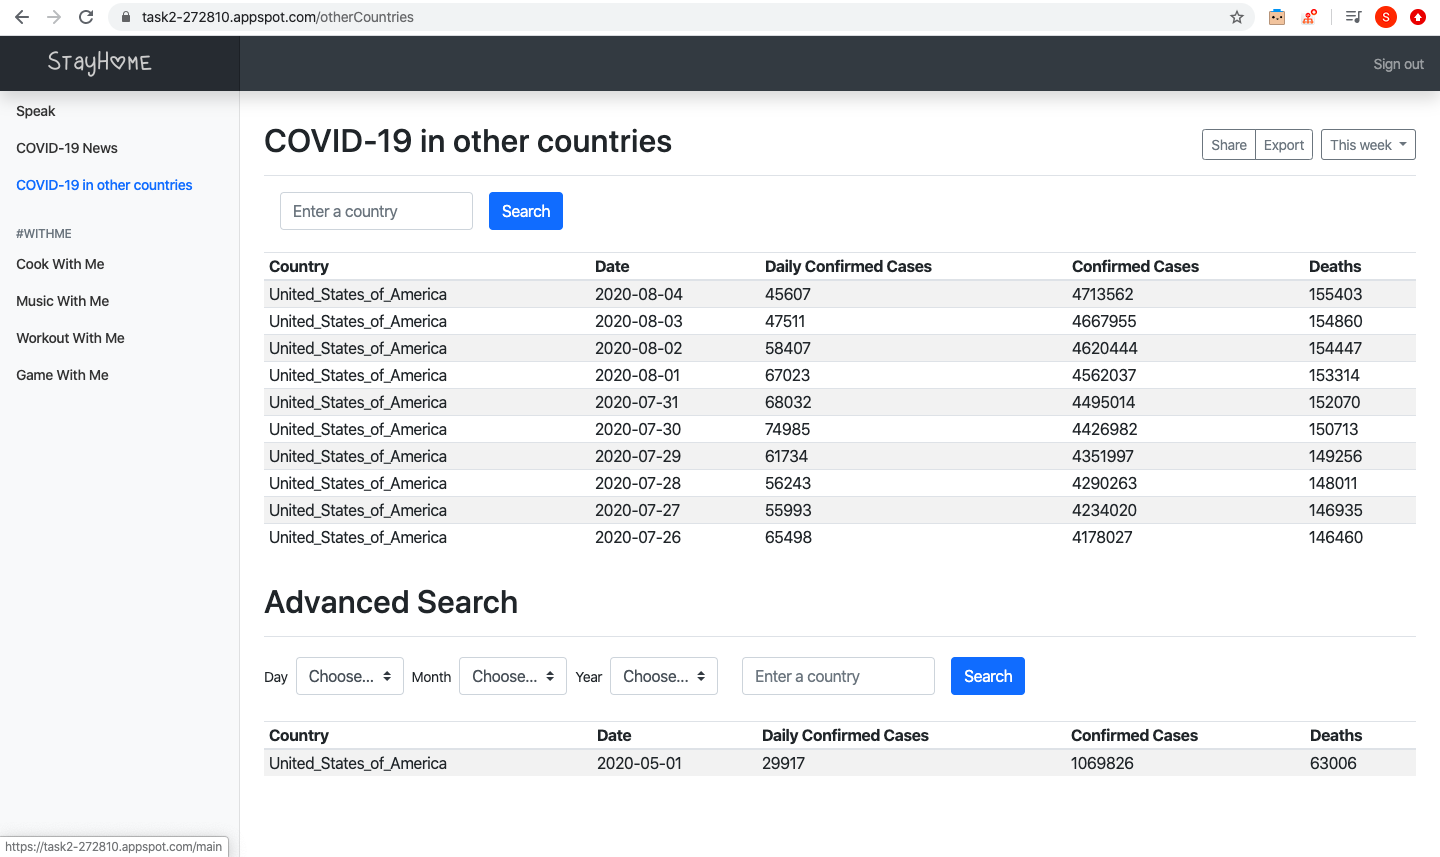 task2-272810.appspot.com/otherCountries
S
StayH♡ME
Sign out
Speak
COVID-19 News
COVID-19 in other countries
#WITHME
Cook With Me
Music With Me
Workout With Me
Game With Me
COVID-19 in other countries
Share Export This week
Enter a country Search
Country Date Daily Confirmed Cases Confirmed Cases Deaths
United_States_of_America 2020-08-04 45607 4713562 155403
United_States_of_America 2020-08-03 47511 4667955 154860
United_States_of_America 2020-08-02 58407 4620444 154447
United_States_of_America 2020-08-01 67023 4562037 153314
United_States_of_America 2020-07-31 68032 4495014 152070
United_States_of_America 2020-07-30 74985 4426982 150713
United_States_of_America 2020-07-29 61734 4351997 149256
United_States_of_America 2020-07-28 56243 4290263 148011
United_States_of_America 2020-07-27 55993 4234020 146935
United_States_of_America 2020-07-26 65498 4178027 146460
Advanced Search
Day Choose... Month Choose... Year Choose... Enter a country Search
Country Date Daily Confirmed Cases Confirmed Cases Deaths
United_States_of_America 2020-05-01 29917 1069826 63006
https://task2-272810.appspot.com/main